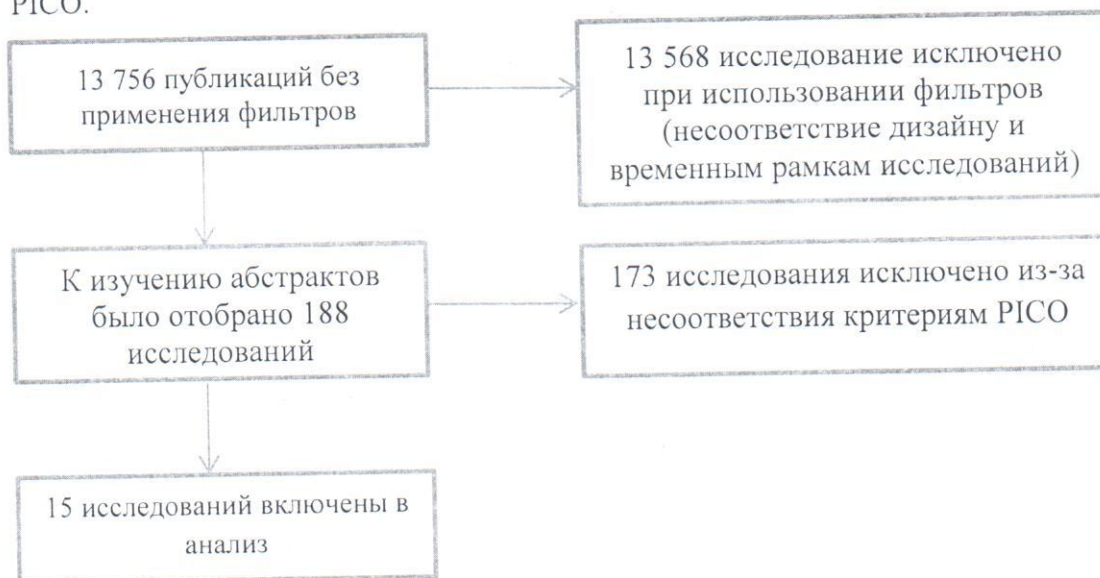 PICO.
13 756 публикаций без
применения фильтров
13 568 исследование исключено
при использовании фильтров
(несоответствие дизайну и
временным рамкам исследований)
К изучению абстрактов
было отобрано 188
исследований
173 исследования исключено из-за
несоответствия критериям PICO
15 исследований включены в
анализ